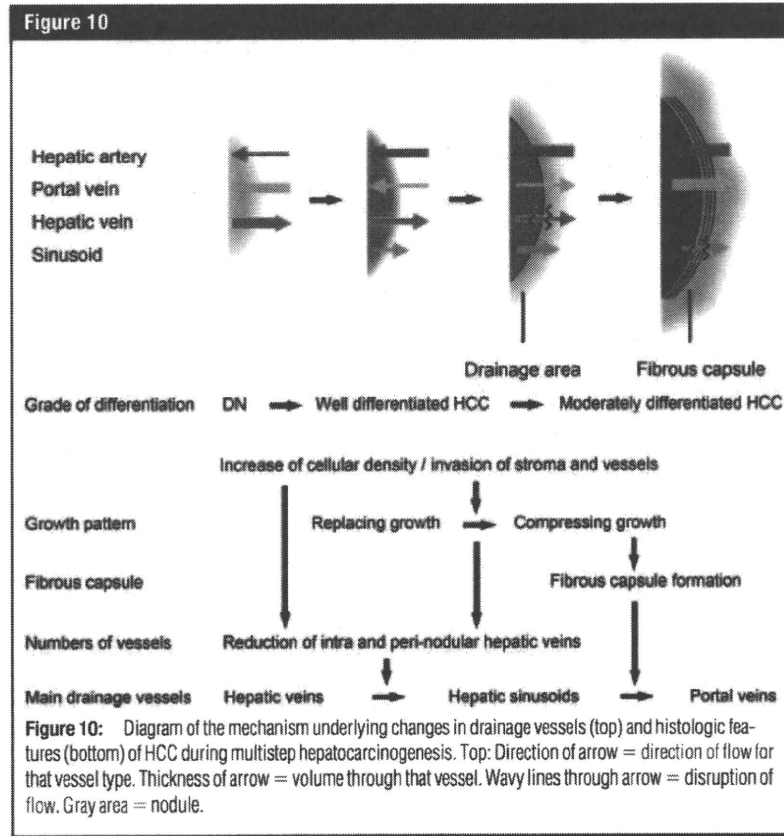 Figure 10
Hepatic artery
Portal vein
Hepatic vein
Sinusoid
Drainage area Fibrous capsule
Grade of differentiation DN Well differentiated HCC Moderately differentiated HCC
Increase of cellular density / invasion of stroma and vessels
Growth pattern Replacing growth Compressing growth
Fibrous capsule Fibrous capsule formation
Numbers of vessels Reduction of intra and peri-nodular hepatic veins
Main drainage vessels Hepatic veins Hepatic sinusoids Portal veins
Figure 10: Diagram of the mechanism underlying changes in drainage vessels (top) and histologic fea-
tures (bottom) of HCC during multistep hepatocarcinogenesis. Top: Direction of arrow = direction of flow for
that vessel type. Thickness of arrow = volume through that vessel. Wavy lines through arrow = disruption of
flow. Gray area = nodule.